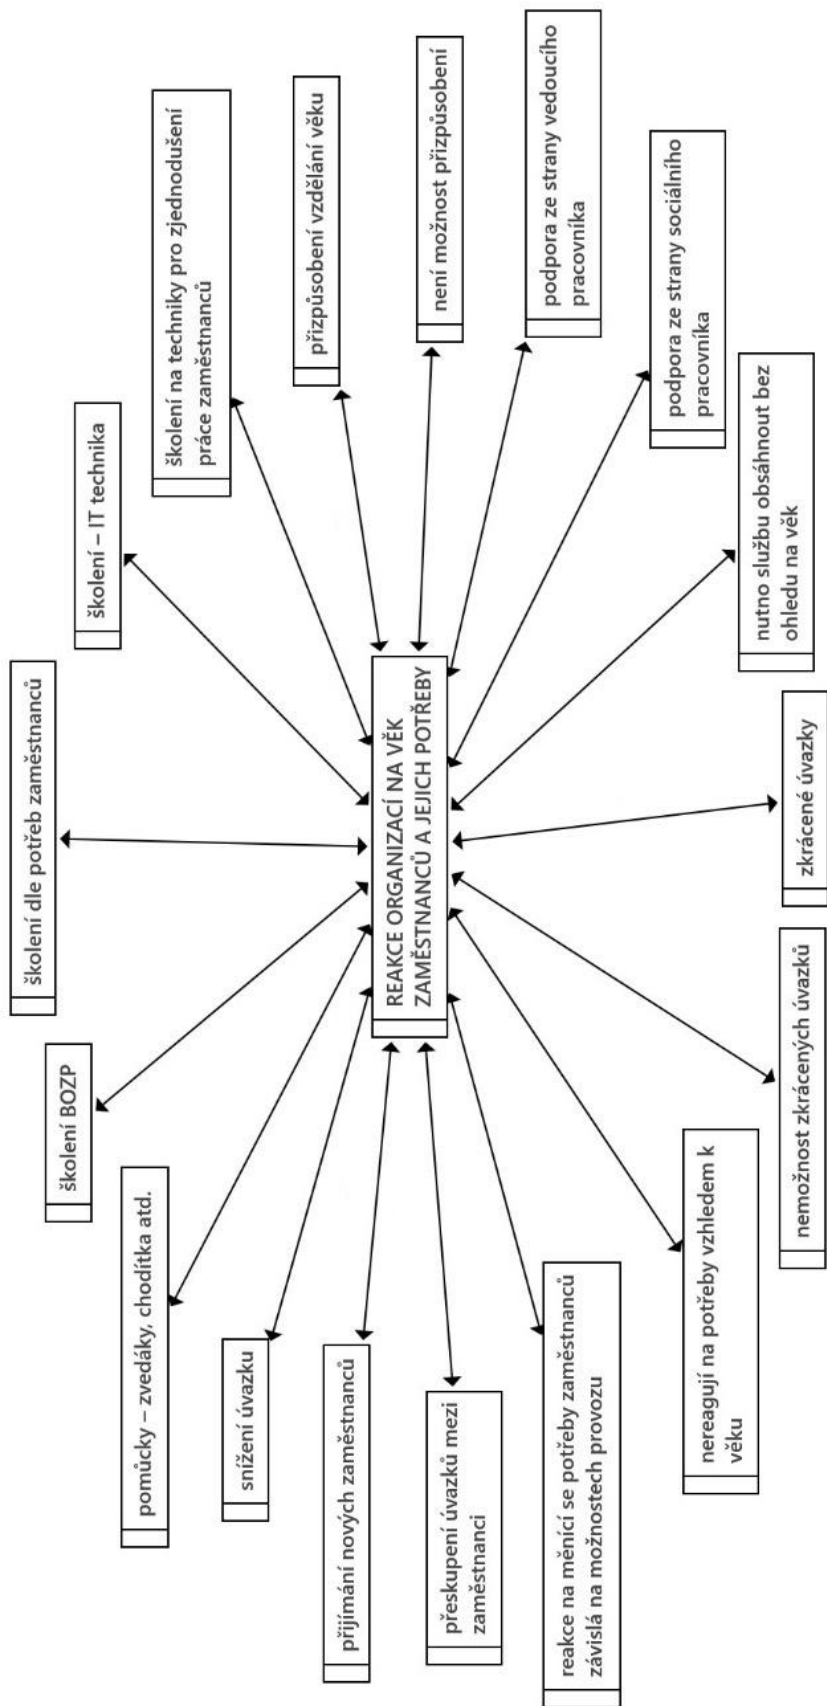 školení dle potřeb zaměstnanců
školení BOZP
školení – IT technika
pomůcky – zvedáky, chodítka atd.
školení na techniky pro zjednodušení
práce zaměstnanců
snížení úvazku
přizpůsobení vzdělání věku
přijímání nových zaměstnanců
REAKCE ORGANIZACÍ NA VĚK
ZAMĚSTNANCŮ A JEJICH POTŘEBY
není možnost přizpůsobení
přeskupení úvazků mezi
zaměstnanci
podpora ze strany vedoucího
pracovníka
reakce na měnící se potřeby zaměstnanců
závislá na možnostech provozu
podpora ze strany sociálního
pracovníka
nereagují na potřeby vzhledem k
věku
nutno službu obsáhnout bez
ohledu na věk
nemožnost zkrácených úvazků
zkrácené úvazky